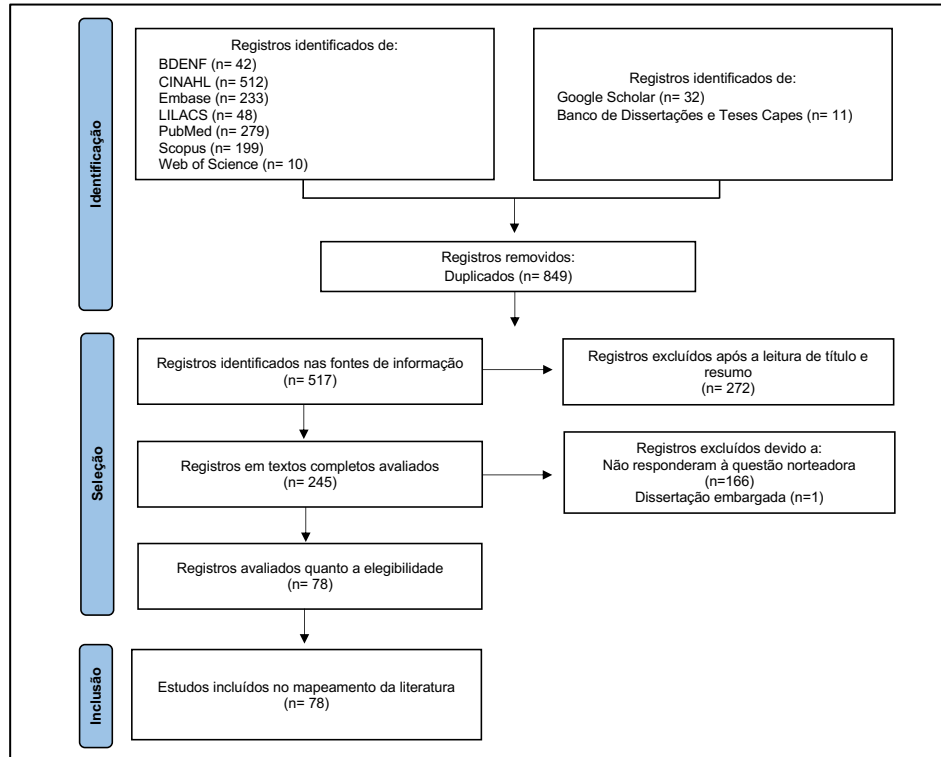 Identificação
Registros identificados de:
BDENF (n= 42)
CINAHL (n= 512)
Embase (n= 233)
LILACS (n= 48)
PubMed (n= 279)
Scopus (n= 199)
Web of Science (n= 10)
Registros identificados de:
Google Scholar (n= 32)
Banco de Dissertações e Teses Capes (n= 11)
Registros removidos:
Duplicados (n= 849)
Seleção
Registros identificados nas fontes de informação
(n= 517)
Registros excluídos após a leitura de título e
resumo
(n= 272)
Registros em textos completos avaliados
(n= 245)
Registros excluídos devido a:
Não responderam à questão norteadora
(n=166)
Dissertação embargada (n=1)
Registros avaliados quanto a elegibilidade
(n= 78)
Inclusão
Estudos incluídos no mapeamento da literatura
(n= 78)